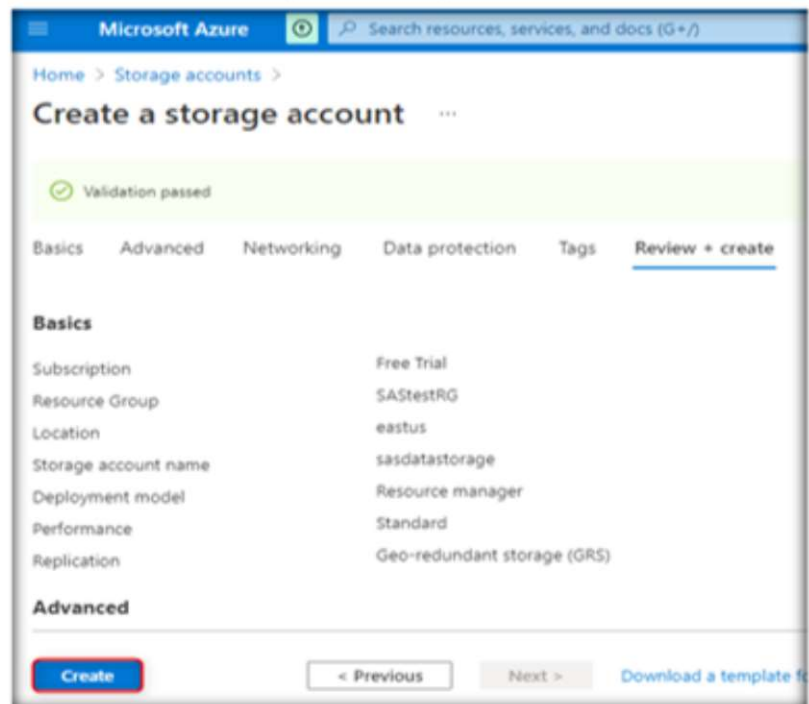 Microsoft Azure Search resources, services, and docs (G+/)
Home > Storage accounts >
Create a storage account ...
Validation passed
Basics Advanced Networking Data protection Tags Review + create
Basics
Subscription Free Trial
Resource Group SAStestRG
Location eastus
Storage account name sasdatastorage
Deployment model Resource manager
Performance Standard
Replication Geo-redundant storage (GRS)
Advanced
Create < Previous Next > Download a template